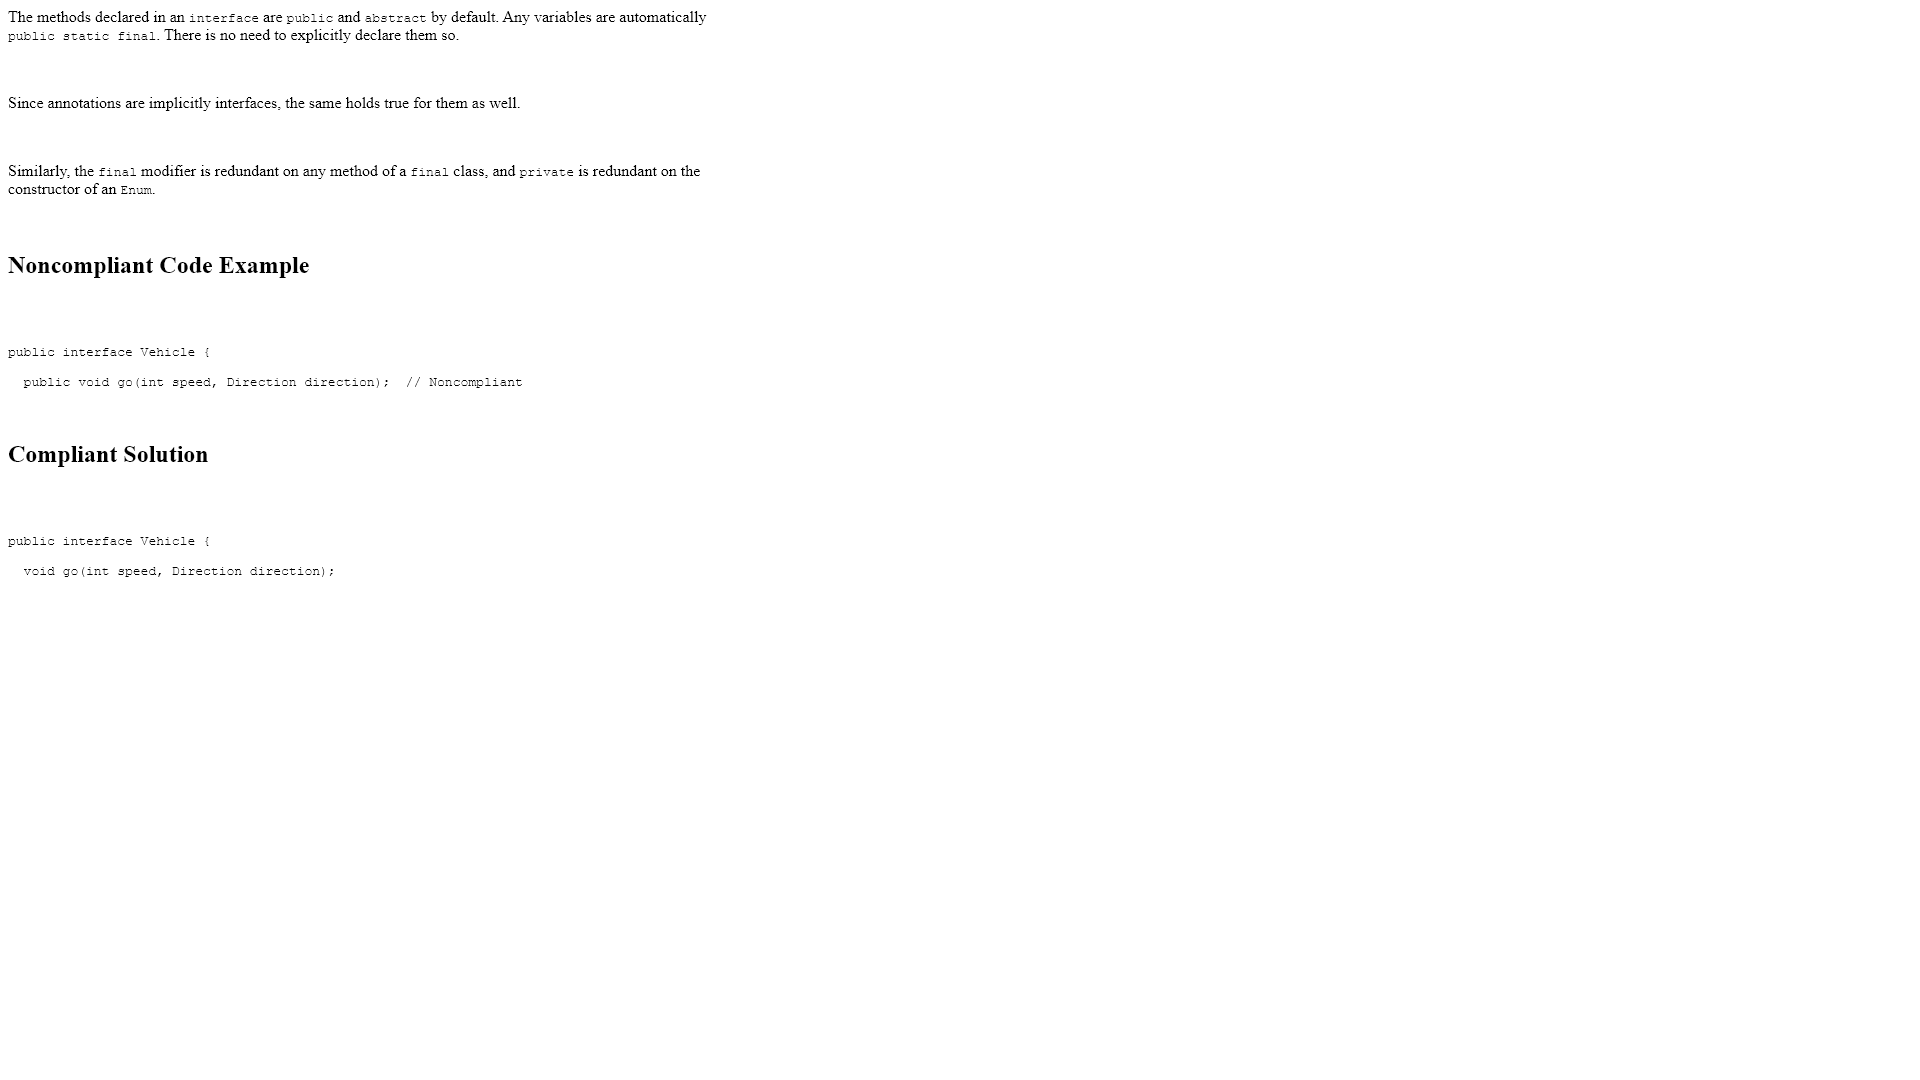 The methods declared in an interface are public and abstract by default. Any variables are automatically
public static final. There is no need to explicitly declare them so.
Since annotations are implicitly interfaces, the same holds true for them as well.
Similarly, the final modifier is redundant on any method of a final class, and private is redundant on the
constructor of an Enum.
Noncompliant Code Example
public interface Vehicle {
  public void go(int speed, Direction direction);  // Noncompliant
Compliant Solution
public interface Vehicle {
  void go(int speed, Direction direction);